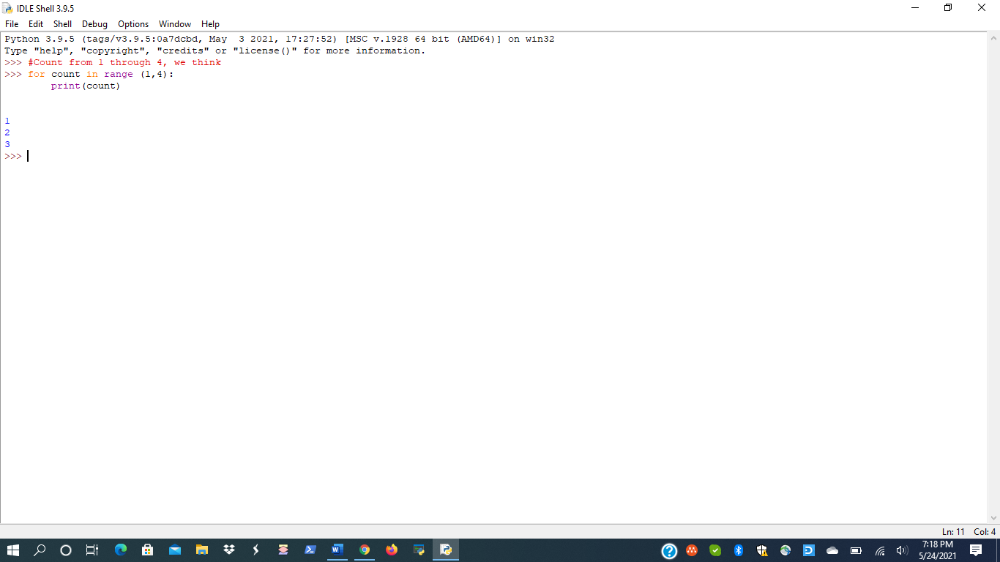 IDLE Shell 3.9.5
File Edit Shell Debug Options Window Help
Python 3.9.5 (tags/v3.9.5:0a7dcbd, May  3 2021, 17:27:52) [MSC v.1928 64 bit (AMD64)] on win32
Type "help", "copyright", "credits" or "license()" for more information.
>>> #Count from 1 through 4, we think
>>> for count in range (1,4):
        print(count)
1
2
3
>>>
Ln: 11 Col: 4
7:18 PM
5/24/2021